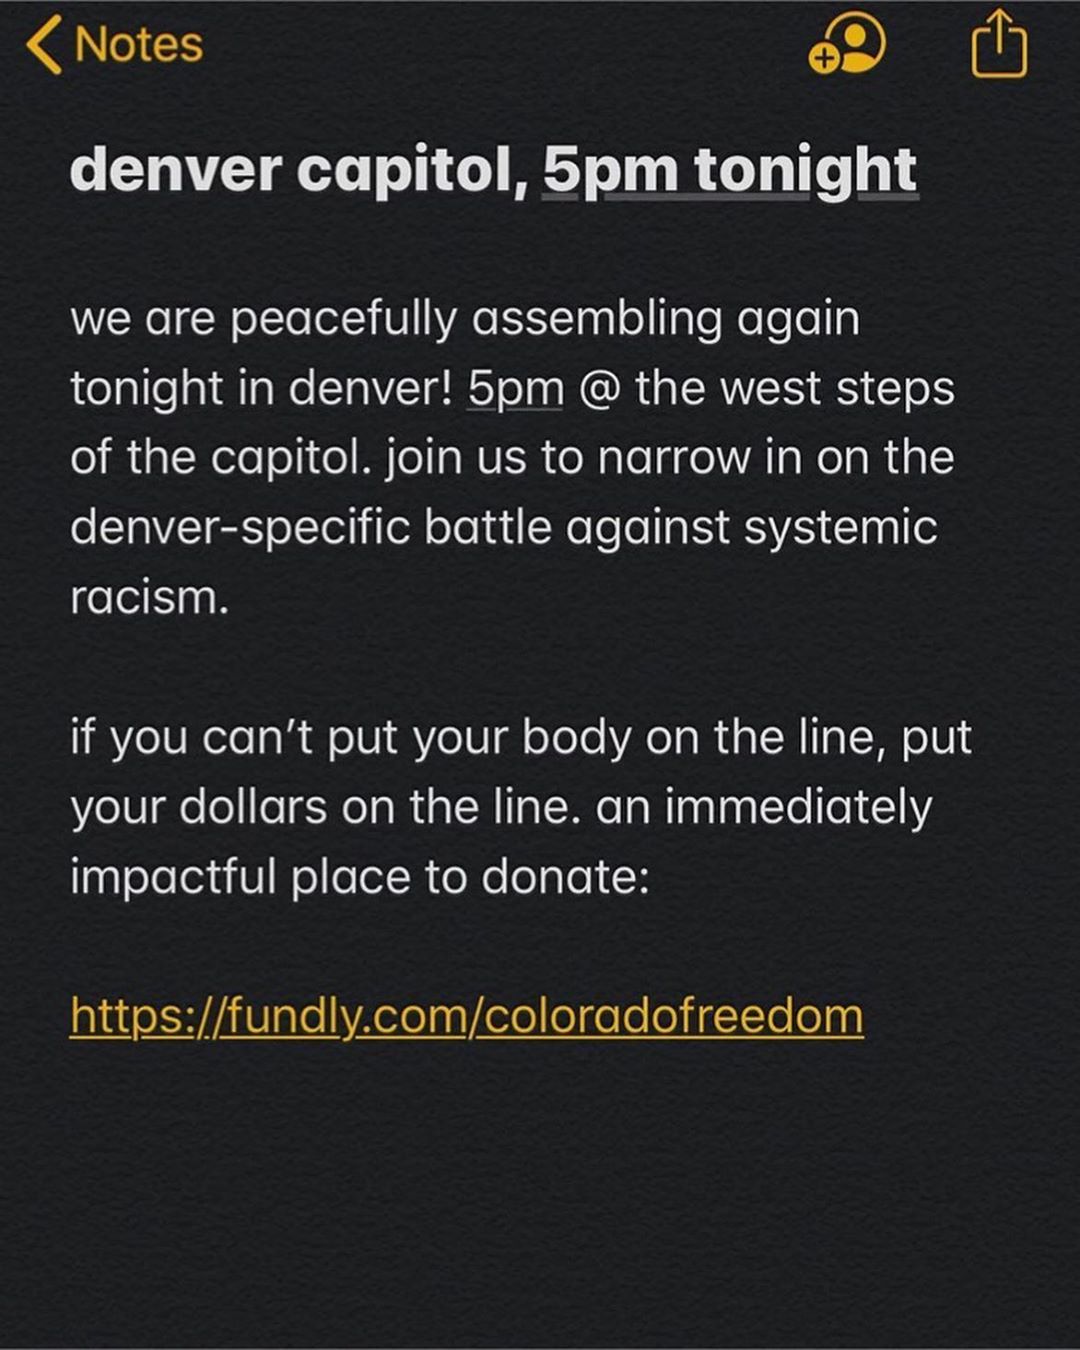 Notes
denver capitol, 5pm tonight
we are peacefully assembling again
tonight in denver! 5pm @ the west steps
of the capitol. join us to narrow in on the
denver-specific battle against systemic
racism.
if you can't put your body on the line, put
your dollars on the line. an immediately
impactful place to donate:
https://fundly.com/coloradofreedom